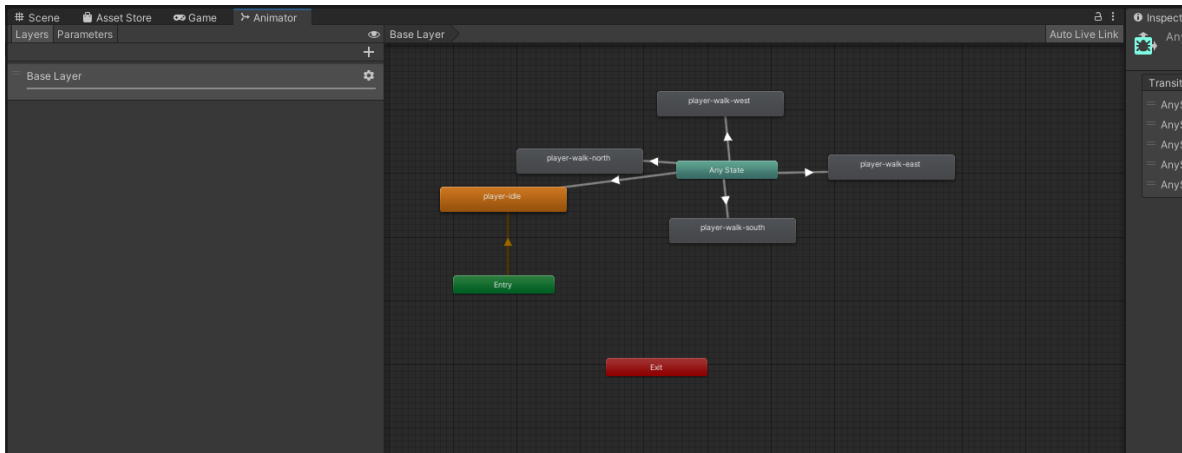 Scene Asset Store Game Animator
Inspect
Layers Parameters
Base Layer
Auto Live Link
Any
Base Layer
Transit
AnyS
AnyS
AnyS
AnyS
AnyS
player-walk-west
player-walk-north
Any State
player-walk-east
player-idle
player-walk-south
Entry
Exit